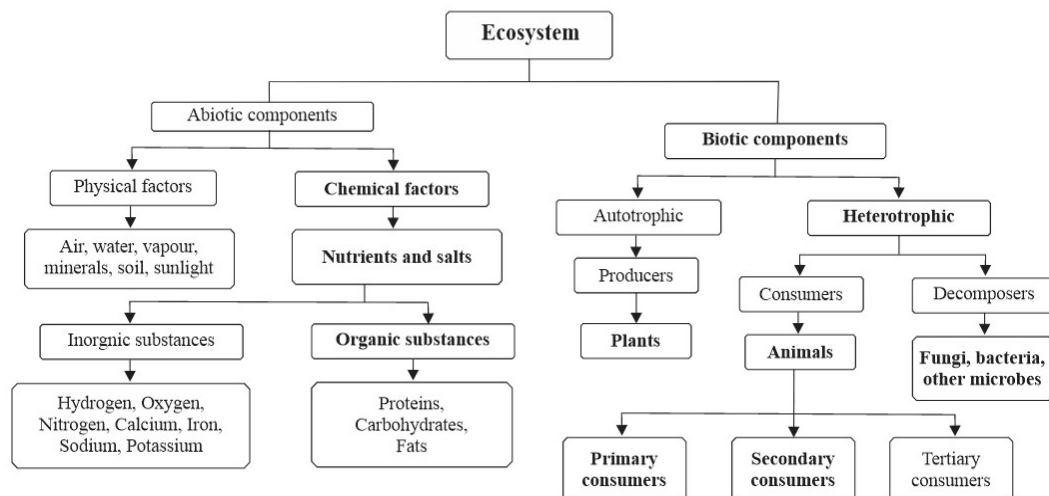 Ecosystem
Abiotic components
Biotic components
Physical factors
Chemical factors
Autotrophic
Heterotrophic
Air, water, vapour,
minerals, soil, sunlight
Nutrients and salts
Producers
Consumers
Decomposers
Inorgnic substances
Organic substances
Plants
Animals
Fungi, bacteria,
other microbes
Hydrogen, Oxygen,
Nitrogen, Calcium, Iron,
Sodium, Potassium
Proteins,
Carbohydrates,
Fats
Primary
consumers
Secondary
consumers
Tertiary
consumers